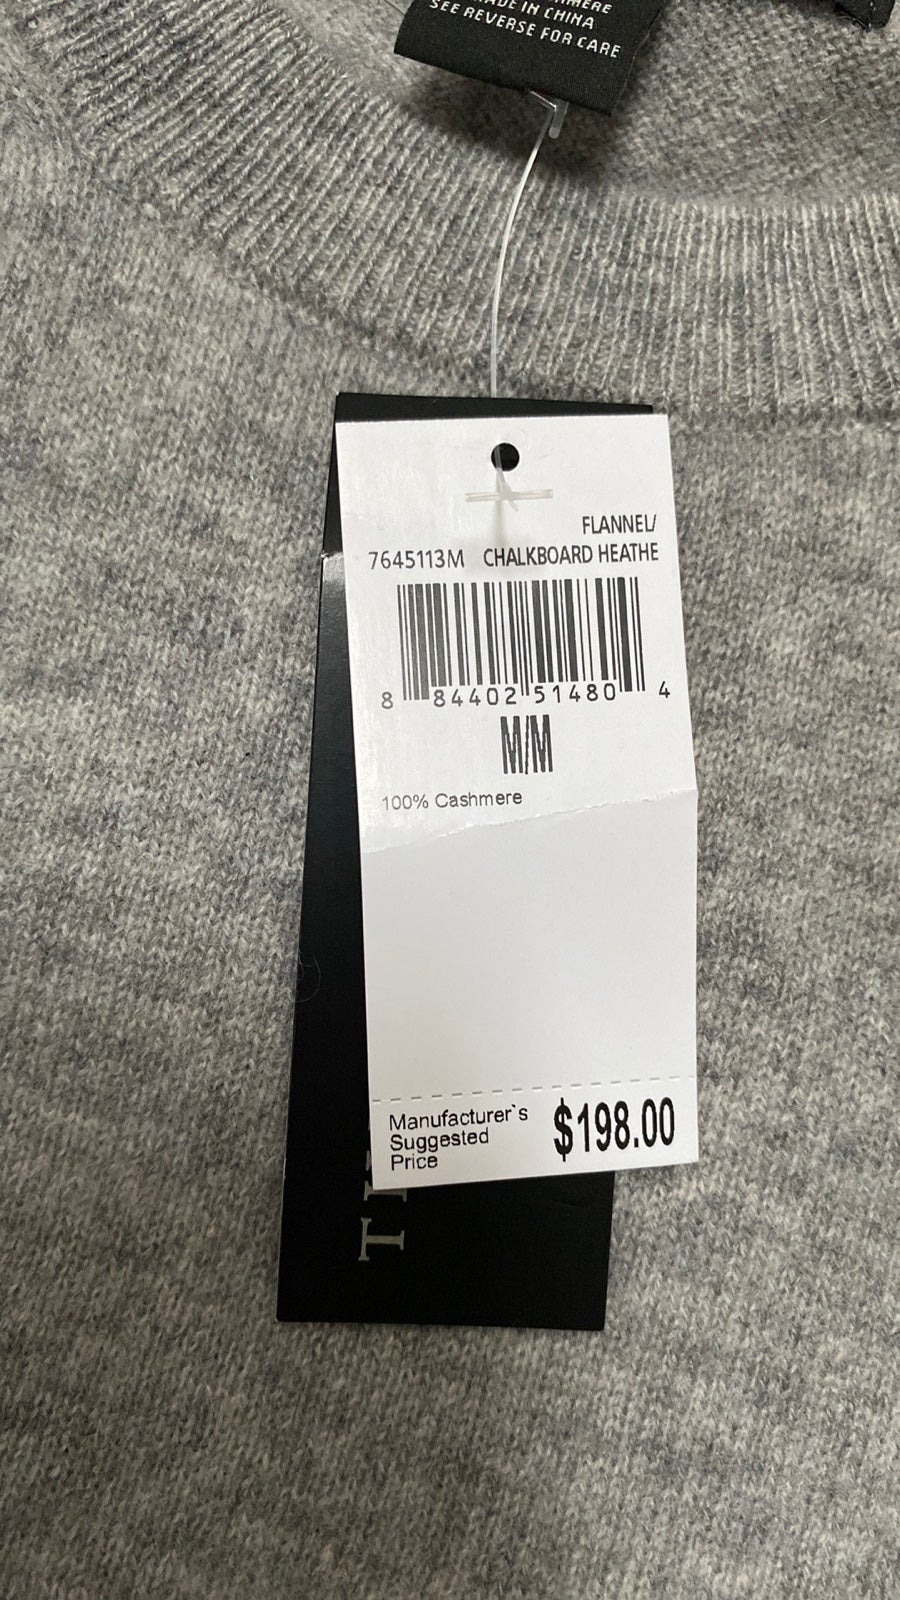 MADE IN CHINA
SEE REVERSE FOR CARE
FLANNEL/
7645113M CHALKBOARD HEATHE
8 84402 51480 4
M/M
100% Cashmere
Manufacturer`s
Suggested
Price
$198.00